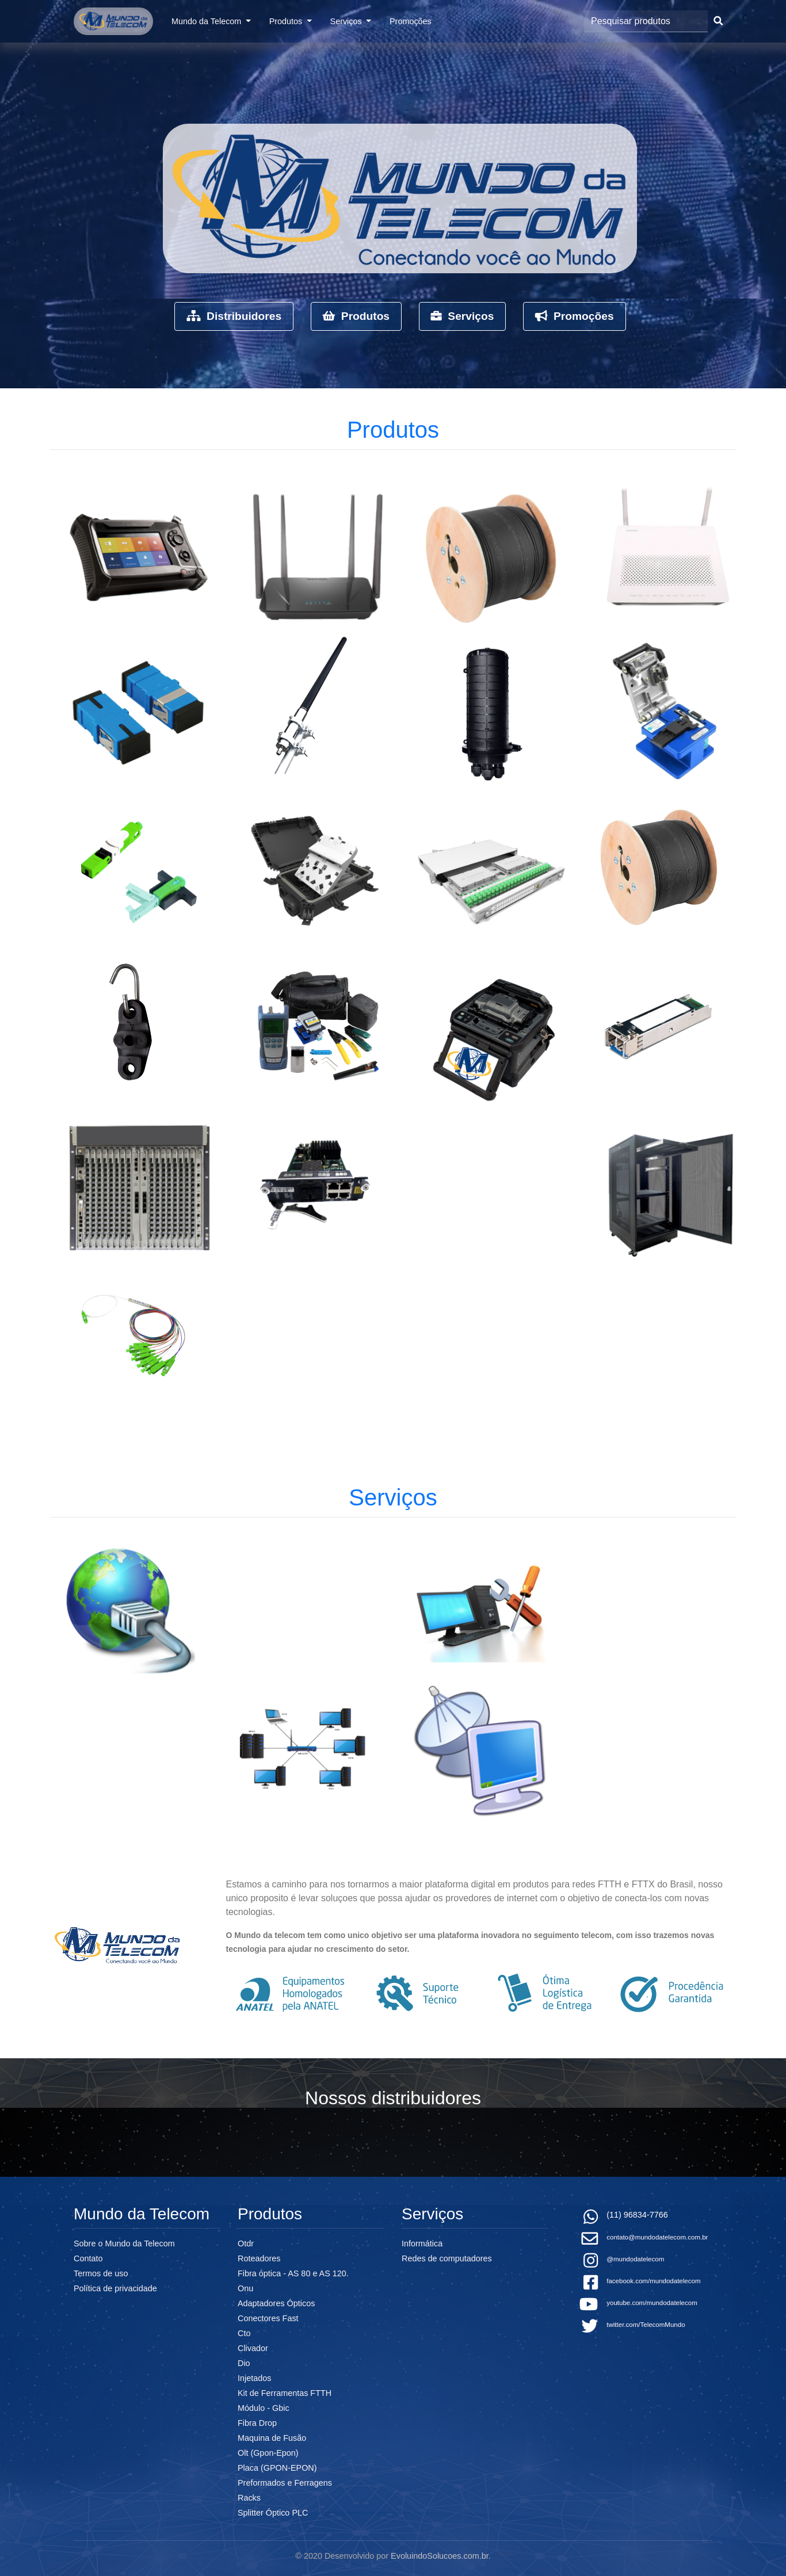 MUNDO da TELECOM
Mundo da Telecom
Produtos
Serviços
Promoções
Pesquisar produtos
MUNDO da
TELECOM
Conectando você ao Mundo
Distribuidores
Produtos
Serviços
Promoções
Produtos
Serviços
Estamos a caminho para nos tornarmos a maior plataforma digital em produtos para redes FTTH e FTTX do Brasil, nosso
unico proposito é levar soluçoes que possa ajudar os provedores de internet com o objetivo de conecta-los com novas
tecnologias.
MUNDO da
TELECOM
Conectando você ao Mundo
O Mundo da telecom tem como unico objetivo ser uma plataforma inovadora no seguimento telecom, com isso trazemos novas
tecnologia para ajudar no crescimento do setor.
ANATEL
Equipamentos
Homologados
pela ANATEL
Suporte
Técnico
Ótima
Logística
de Entrega
Procedência
Garantida
Nossos distribuidores
Mundo da Telecom
Sobre o Mundo da Telecom
Contato
Termos de uso
Política de privacidade
Produtos
Otdr
Roteadores
Fibra óptica - AS 80 e AS 120.
Onu
Adaptadores Ópticos
Conectores Fast
Cto
Clivador
Dio
Injetados
Kit de Ferramentas FTTH
Módulo - Gbic
Fibra Drop
Maquina de Fusão
Olt (Gpon-Epon)
Placa (GPON-EPON)
Preformados e Ferragens
Racks
Splitter Óptico PLC
Serviços
Informática
Redes de computadores
(11) 96834-7766
contato@mundodatelecom.com.br
@mundodatelecom
facebook.com/mundodatelecom
youtube.com/mundodatelecom
twitter.com/TelecomMundo
© 2020 Desenvolvido por EvoluindoSolucoes.com.br.